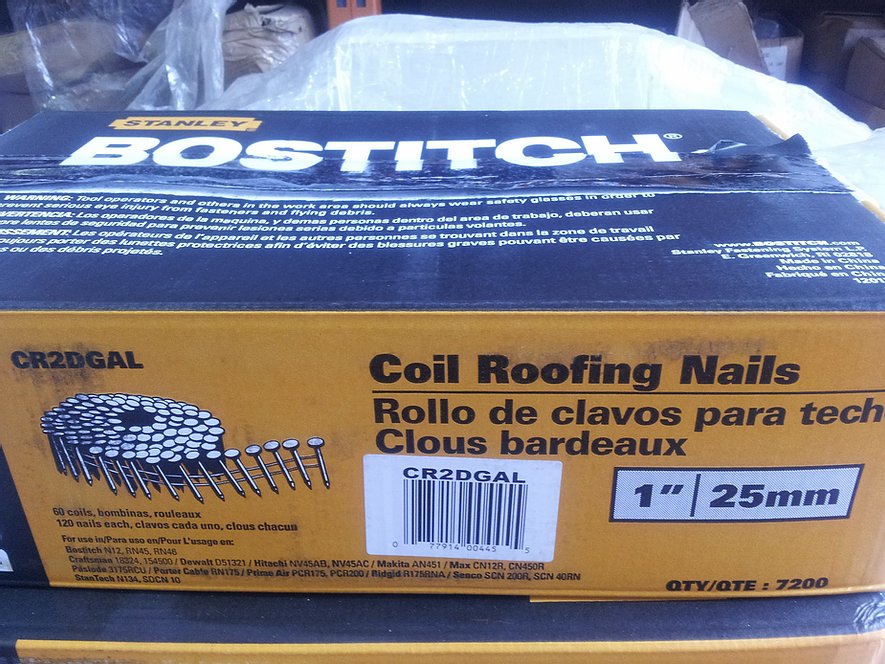 STANLEY
BOSTITCH®
WARNING: Tool operators and others in the work area should always wear safety glasses in order to
prevent serious eye injury from fasteners and flying debris.
Los operadores de la maquina, y demas personas dentro del area de trabajo, deberan usar
lentes de seguridad para prevenir lesiones serias debido a particulas volantes.
Les opérateurs de l'appareil et les autres personnes se trouvant dans la zone de travail
toujours porter des lunettes protectrices afin d'éviter des blessures graves pouvant être causées par
ou des débris projetés.
www.BOSTITCH.com
Stanley Fastening Systems, LP
E. Greenwich, RI 02818
Made in China
Hecho en China
Fabriqué en Chin
1201
CR2DGAL
Coil Roofing Nails
Rollo de clavos para tech
Clous bardeaux
CR2DGAL
0 77914 00445 5
1" 25mm
60 coils, bombinas, rouleaux
120 nails each, clavos cada uno, clous chacun
For use in/Para uso en/Pour L'usage en:
Bostitch N12, RN45, RN46
Craftsman 18324, 154500 / Dewalt D51321 / Hitachi NV45AB, NV45AC / Makita AN451 / Max CN12R, CN450R
Paslode 3175RCU / Porter Cable RN175 / Prime Air PCR175, PCR200 / Ridgid R175RNA / Senco SCN 200R, SCN 40RN
StanTech N134, SDCN 10
QTY/QTE : 7200